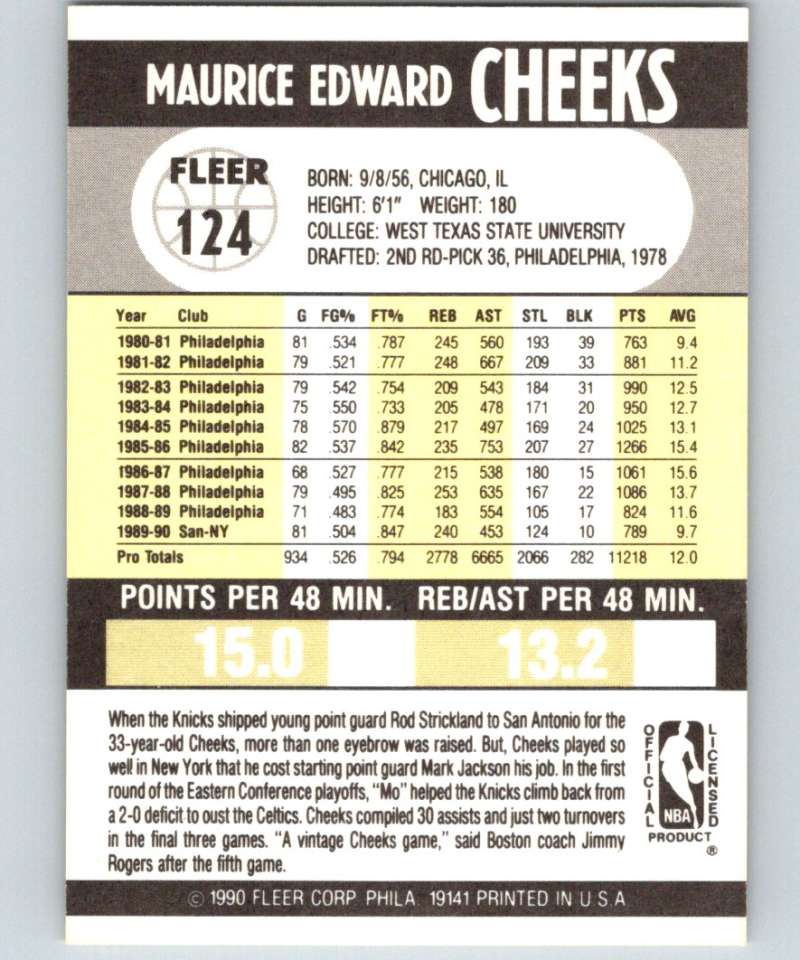 MAURICE EDWARD CHEEKS
FLEER
124
BORN: 9/8/56, CHICAGO, IL
HEIGHT: 6'1" WEIGHT: 180
COLLEGE: WEST TEXAS STATE UNIVERSITY
DRAFTED: 2ND RD-PICK 36, PHILADELPHIA, 1978
Year Club G FG% FT% REB AST STL BLK PTS AVG
1980-81 Philadelphia 81 .534 .787 245 560 193 39 763 9.4
1981-82 Philadelphia 79 .521 .777 248 667 209 33 881 11.2
1982-83 Philadelphia 79 .542 .754 209 543 184 31 990 12.5
1983-84 Philadelphia 75 .550 .733 205 478 171 20 950 12.7
1984-85 Philadelphia 78 .570 .879 217 497 169 24 1025 13.1
1985-86 Philadelphia 82 .537 .842 235 753 207 27 1266 15.4
1986-87 Philadelphia 68 .527 .777 215 538 180 15 1061 15.6
1987-88 Philadelphia 79 .495 .825 253 635 167 22 1086 13.7
1988-89 Philadelphia 71 .483 .774 183 554 105 17 824 11.6
1989-90 San-NY 81 .504 .847 240 453 124 10 789 9.7
Pro Totals 934 .526 .794 2778 6665 2066 282 11218 12.0
POINTS PER 48 MIN. REB/AST PER 48 MIN.
15.0 13.2
When the Knicks shipped young point guard Rod Strickland to San Antonio for the
33-year-old Cheeks, more than one eyebrow was raised. But, Cheeks played so
well in New York that he cost starting point guard Mark Jackson his job. In the first
round of the Eastern Conference playoffs, "Mo" helped the Knicks climb back from
a 2-0 deficit to oust the Celtics. Cheeks compiled 30 assists and just two turnovers
in the final three games. "A vintage Cheeks game," said Boston coach Jimmy
Rogers after the fifth game.
OFFICIAL LICENSED
NBA
PRODUCT
®
© 1990 FLEER CORP PHILA 19141 PRINTED IN U.S.A